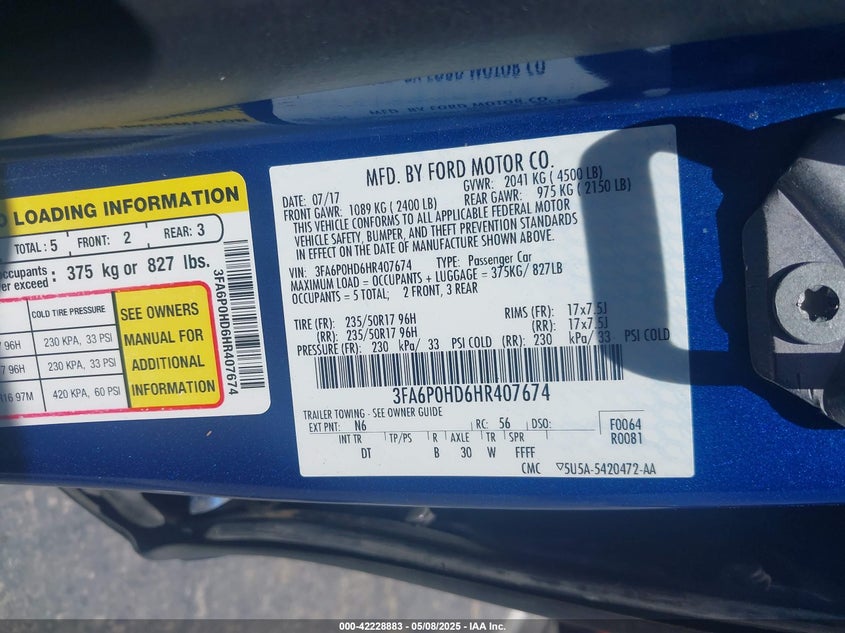 MFD. BY FORD MOTOR CO.
DATE: 07/17 GVWR: 2041 KG ( 4500 LB)
FRONT GAWR: 1089 KG ( 2400 LB) REAR GAWR: 975 KG ( 2150 LB)
THIS VEHICLE CONFORMS TO ALL APPLICABLE FEDERAL MOTOR
VEHICLE SAFETY, BUMPER, AND THEFT PREVENTION STANDARDS
IN EFFECT ON THE DATE OF MANUFACTURE SHOWN ABOVE.
VIN: 3FA6P0HD6HR407674 TYPE: Passenger Car
MAXIMUM LOAD = OCCUPANTS + LUGGAGE = 375KG/ 827LB
OCCUPANTS = 5 TOTAL; 2 FRONT, 3 REAR
TIRE (FR): 235/50R17 96H RIMS (FR): 17x7.5J
(RR): 235/50R17 96H (RR): 17x7.5J
PRESSURE (FR): 230 kPa/ 33 PSI COLD (RR): 230 kPa/ 33 PSI COLD
3FA6P0HD6HR407674
TRAILER TOWING - SEE OWNER GUIDE
EXT PNT: N6 RC: 56 DSO: F0064
R0081
INT TR TP/PS R AXLE TR SPR
DT B 30 W FFFF
CMC 5U5A-5420472-AA
LOADING INFORMATION
TOTAL: 5 FRONT: 2 REAR: 3
occupants
er exceed : 375 kg or 827 lbs.
COLD TIRE PRESSURE
96H 230 KPA, 33 PSI
96H 230 KPA, 33 PSI
R16 97M 420 KPA, 60 PSI
SEE OWNERS
MANUAL FOR
ADDITIONAL
INFORMATION
3FA6P0HD6HR407674
000-42228883 - 05/08/2025 - IAA Inc.